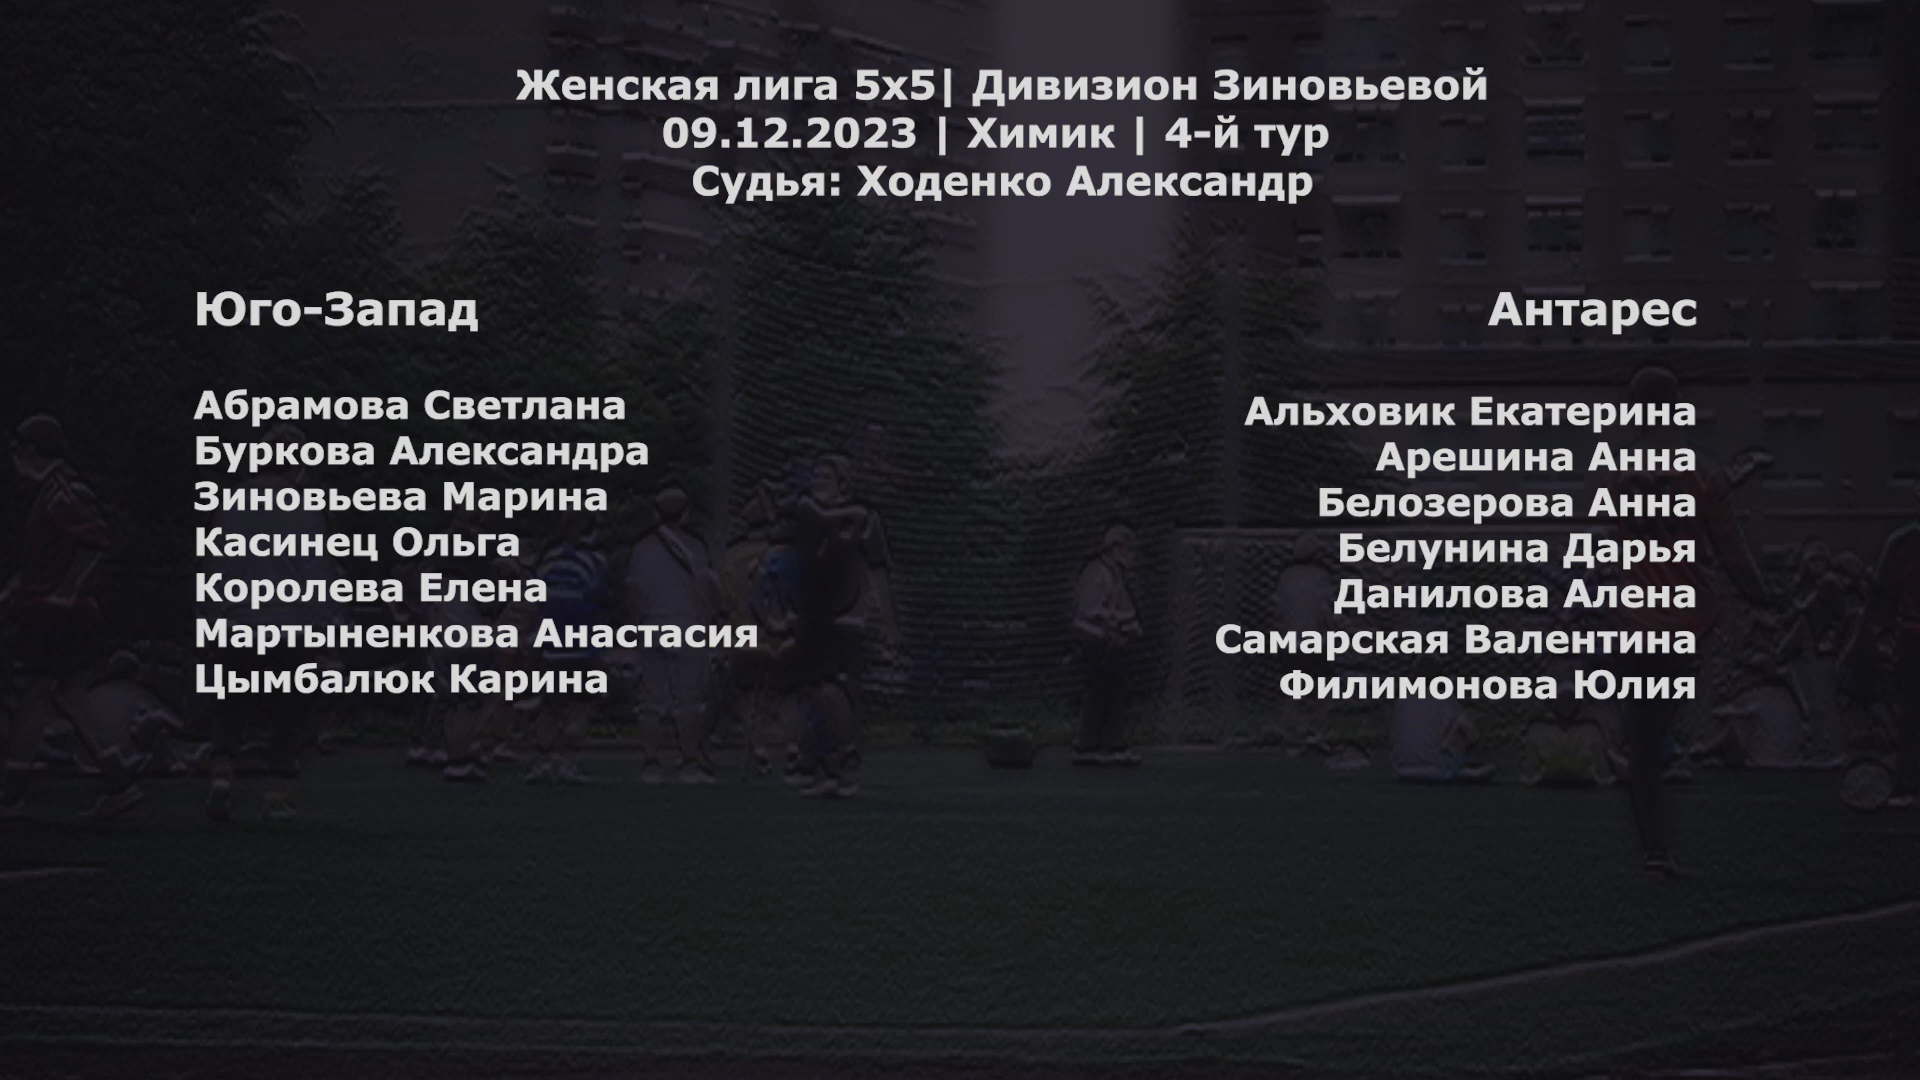 Женская лига 5х5| Дивизион Зиновьевой
09.12.2023 | Химик | 4-й тур
Судья: Ходенко Александр
Юго-Запад
Абрамова Светлана
Буркова Александра
Зиновьева Марина
Касинец Ольга
Королева Елена
Мартыненкова Анастасия
Цымбалюк Карина
Антарес
Альховик Екатерина
Арешина Анна
Белозерова Анна
Белунина Дарья
Данилова Алена
Самарская Валентина
Филимонова Юлия